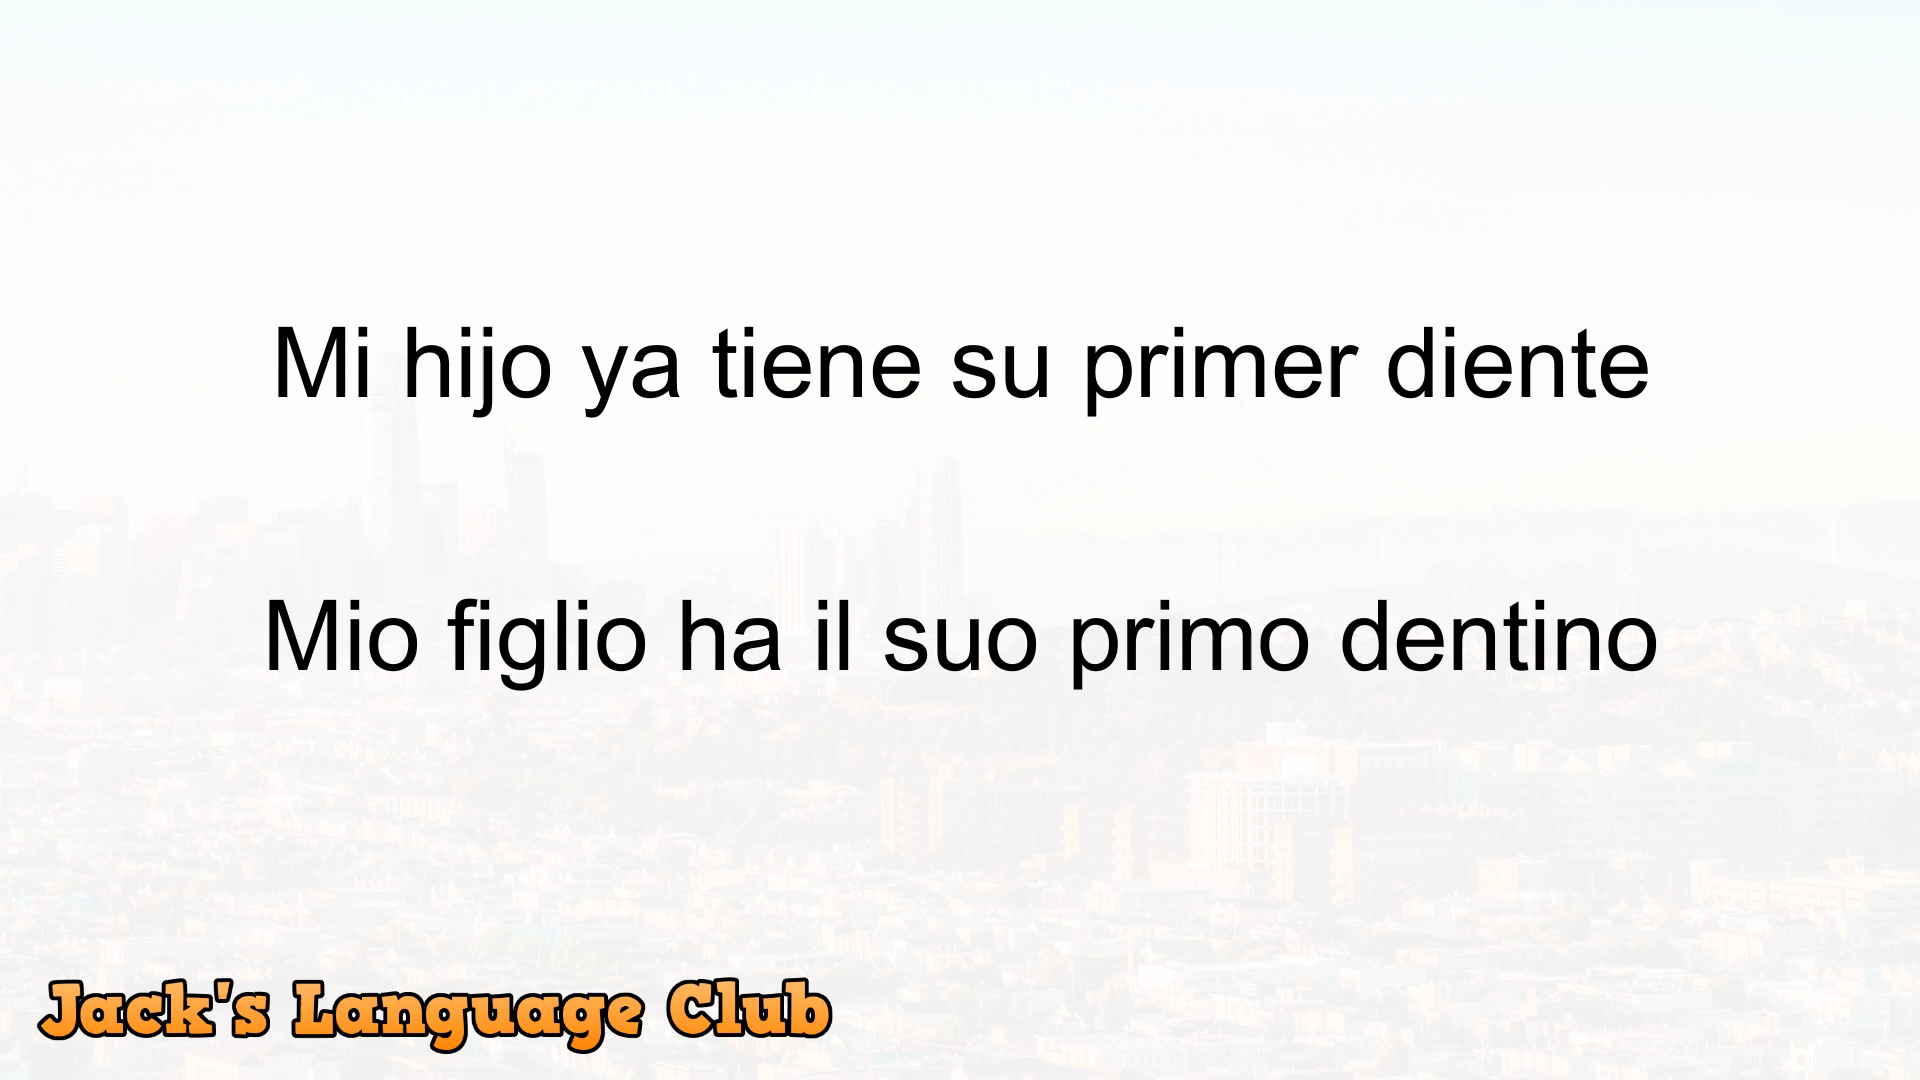 Mi hijo ya tiene su primer diente
Mio figlio ha il suo primo dentino
Jack's Language Club